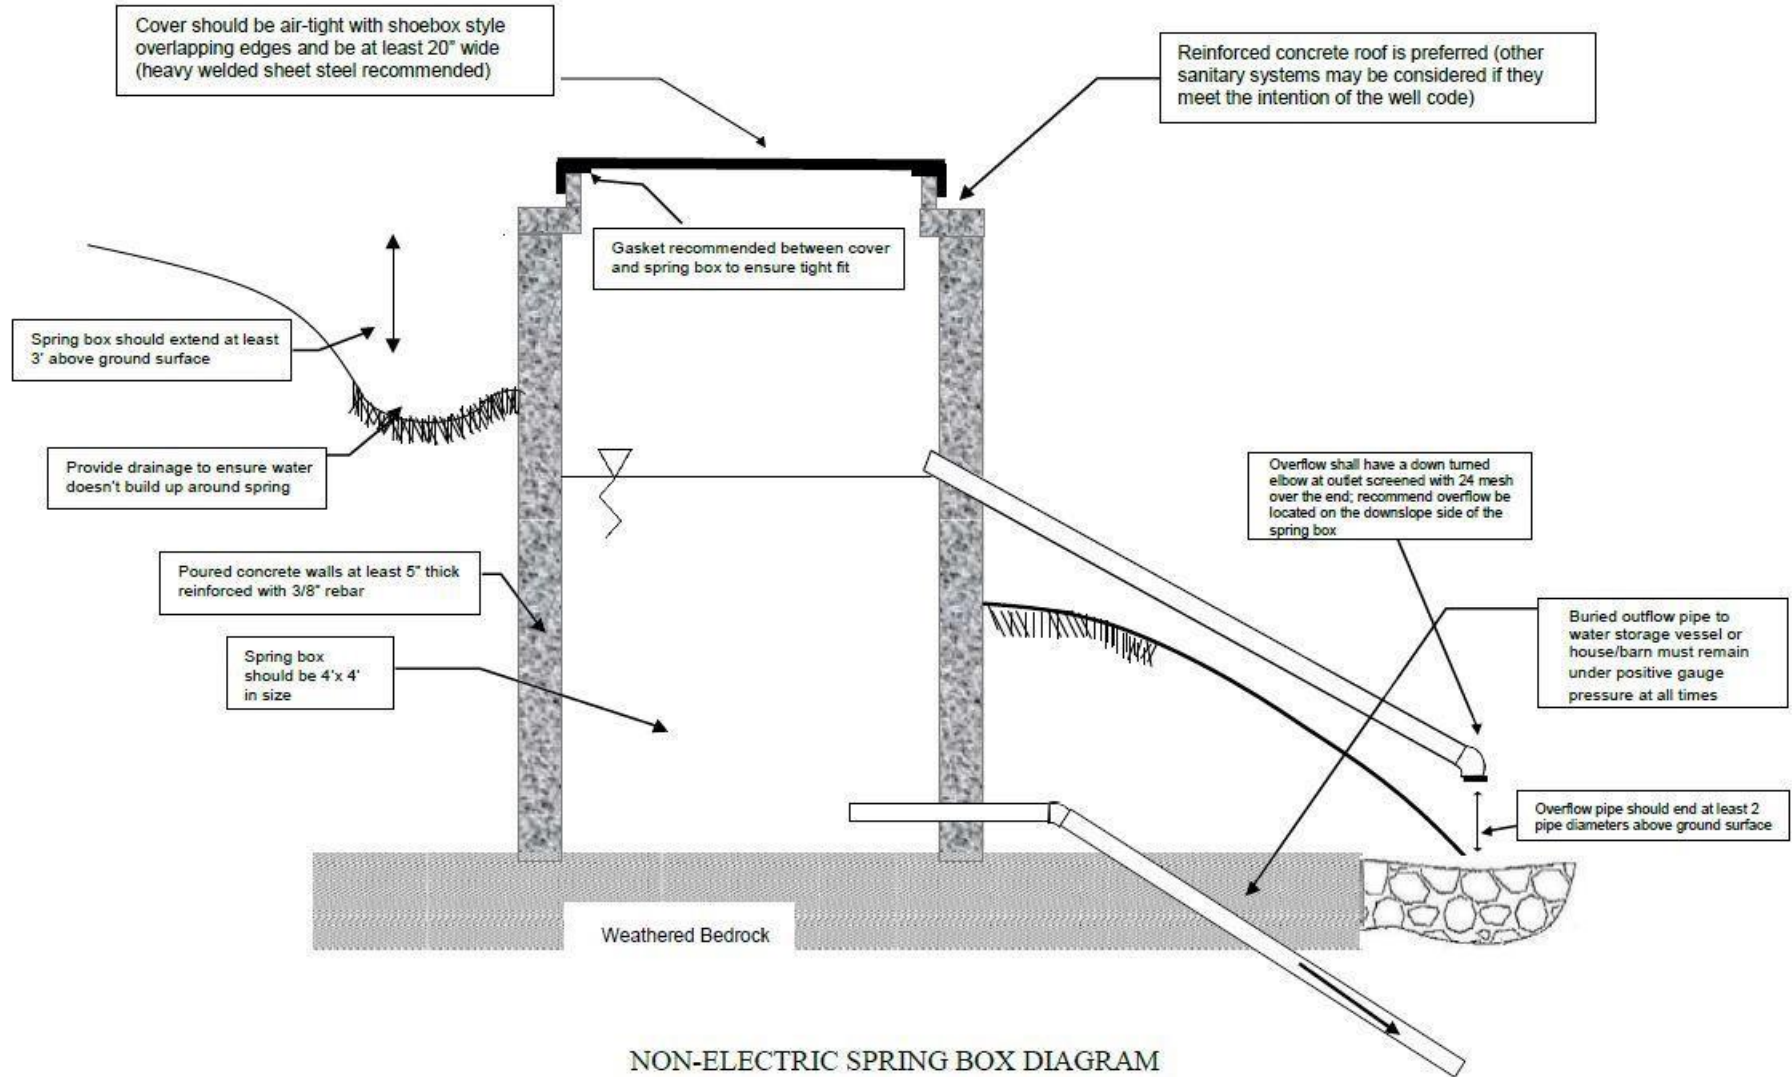 Cover should be air-tight with shoebox style
overlapping edges and be at least 20" wide
(heavy welded sheet steel recommended)
Reinforced concrete roof is preferred (other
sanitary systems may be considered if they
meet the intention of the well code)
Gasket recommended between cover
and spring box to ensure tight fit
Spring box should extend at least
3' above ground surface
Provide drainage to ensure water
doesn't build up around spring
Overflow shall have a down turned
elbow at outlet screened with 24 mesh
over the end; recommend overflow be
located on the downslope side of the
spring box
Poured concrete walls at least 5" thick
reinforced with 3/8" rebar
Buried outflow pipe to
water storage vessel or
house/barn must remain
under positive gauge
pressure at all times
Spring box
should be 4'x 4'
in size
Overflow pipe should end at least 2
pipe diameters above ground surface
Weathered Bedrock
NON-ELECTRIC SPRING BOX DIAGRAM